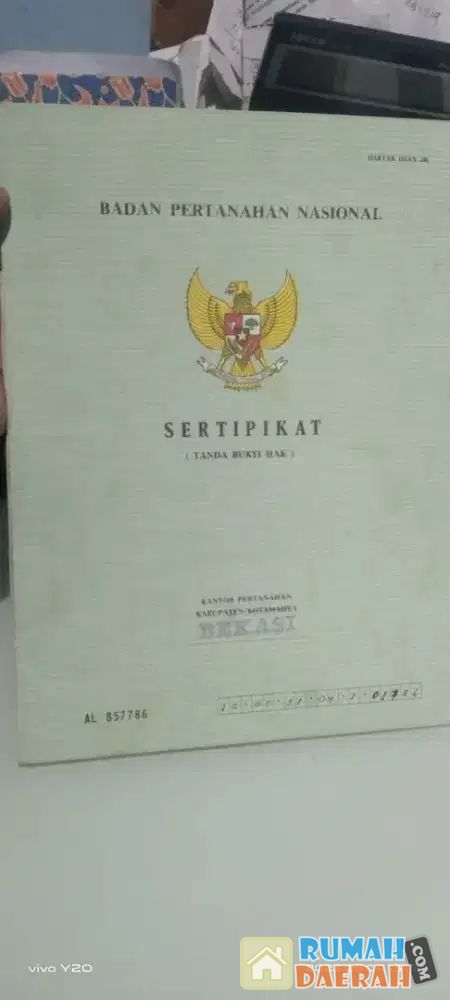 DAFTAR ISIAN 206
BADAN PERTANAHAN NASIONAL
SERTIPIKAT
( TANDA BUKTI HAK )
KANTOR PERTANAHAN
KABUPATEN KOTAMADYA
BEKASI
AL 857786
vivo Y20
RUMAH
DAERAH
.COM